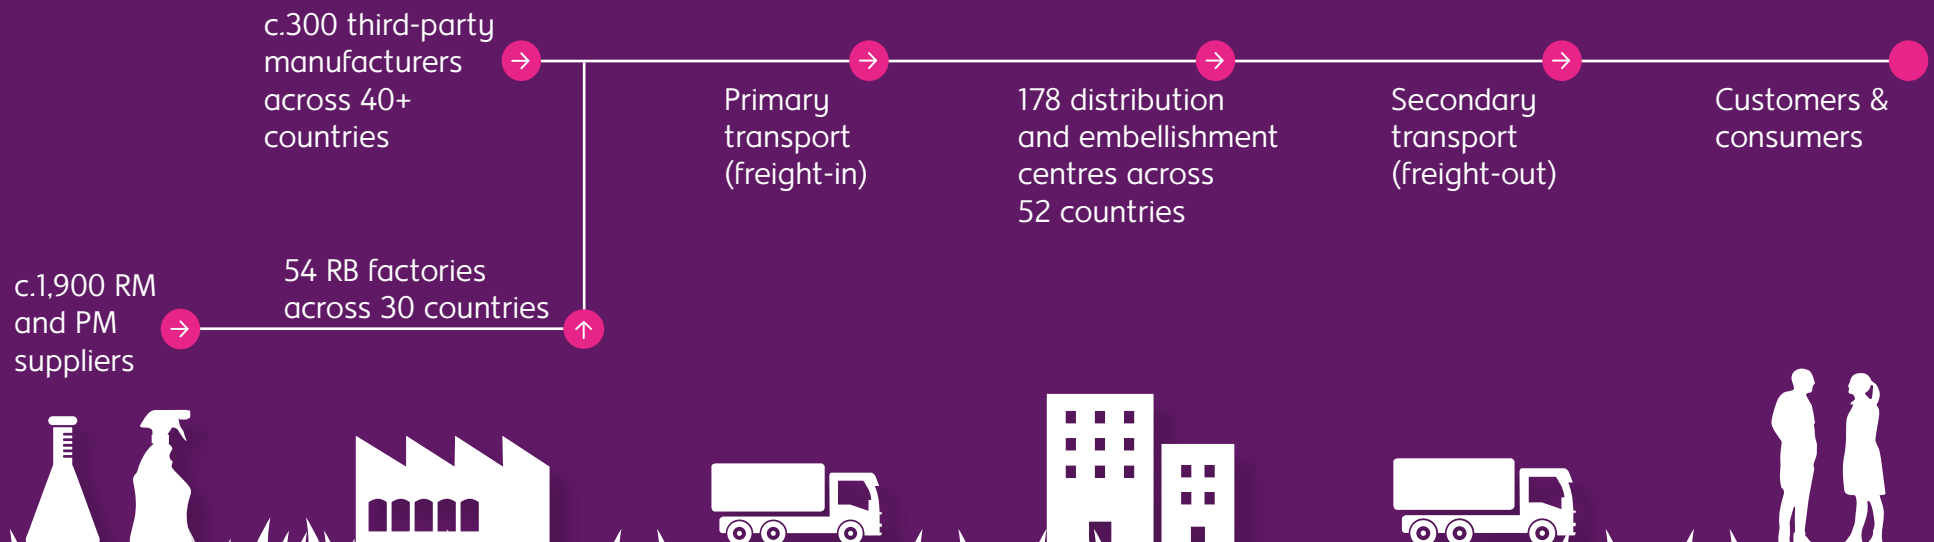 c.300 third-party
manufacturers
across 40+
countries
Primary
transport
(freight-in)
178 distribution
and embellishment
centres across
52 countries
Secondary
transport
(freight-out)
Customers &
consumers
c.1,900 RM
and PM
suppliers
54 RB factories
across 30 countries